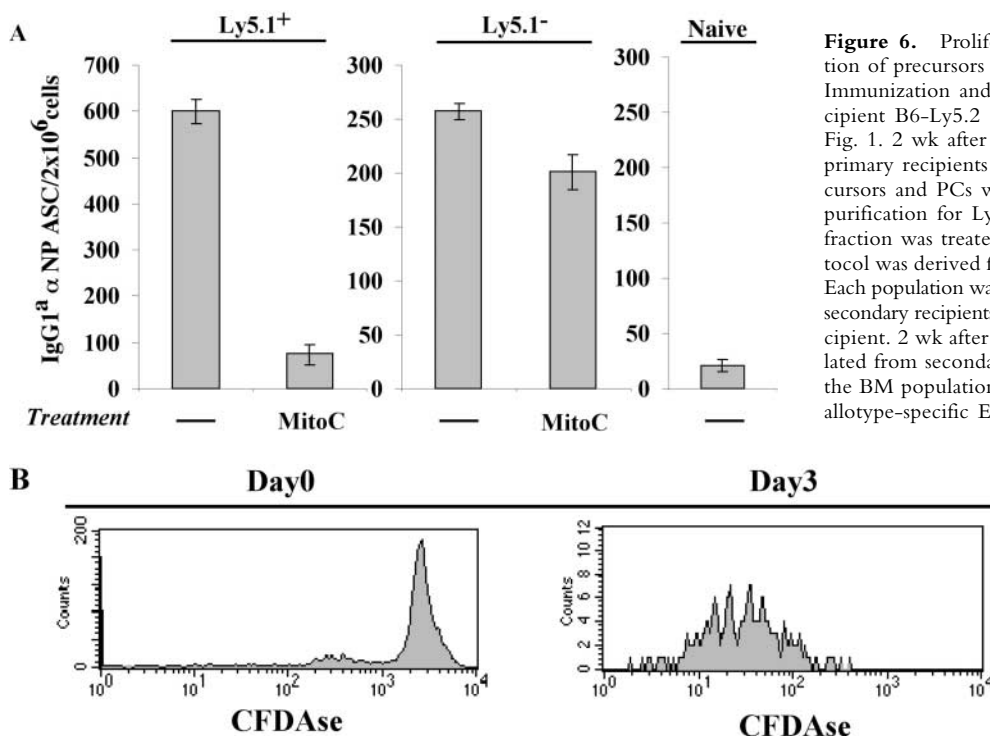 A
Ly5.1+
Ly5.1-
Naive
IgG1a α NP ASC/2x10^6cells
700
600
500
400
300
200
100
0
300
250
200
150
100
50
0
300
250
200
150
100
50
0
Treatment
—
MitoC
—
MitoC
—
Figure 6. Prolif
tion of precursors
Immunization and
cipient B6-Ly5.2
Fig. 1. 2 wk after
primary recipients
cursors and PCs w
purification for Ly
fraction was treate
tocol was derived f
Each population wa
secondary recipients
cipient. 2 wk after
lated from seconda
the BM population
allotype-specific E
B
Day0
Day3
Counts
200
0
10^0
10^1
10^2
10^3
10^4
CFDAse
Counts
12
10
8
6
4
2
0
10^0
10^1
10^2
10^3
10^4
CFDAse